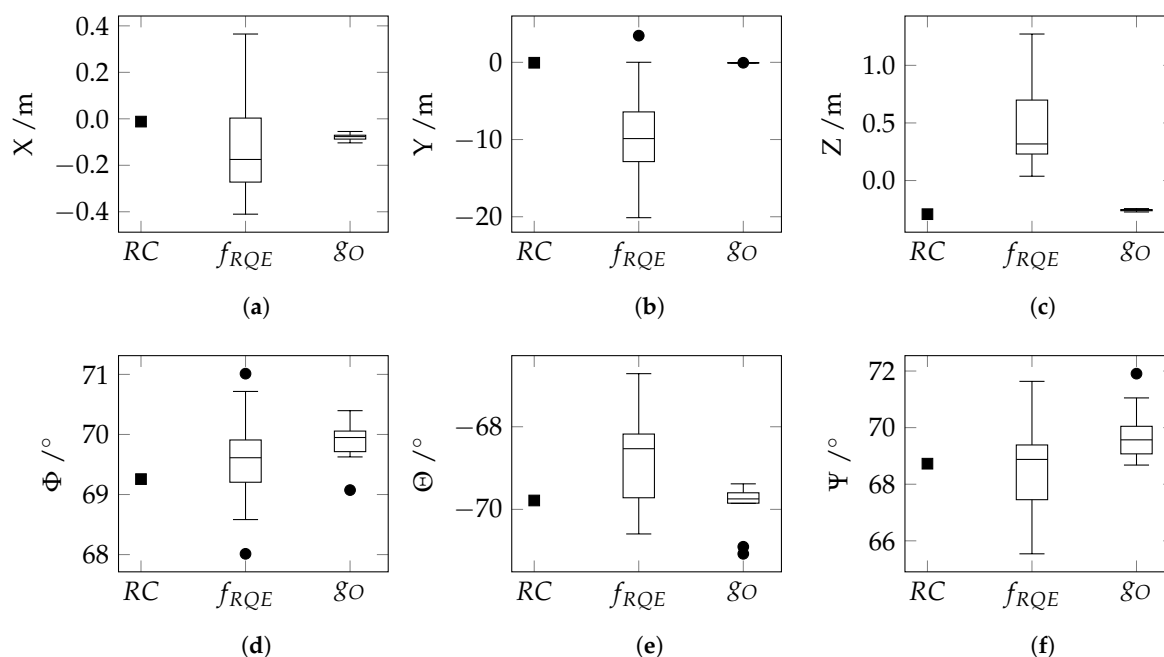 X /m
0.4
0.2
0.0
−0.2
−0.4
RC
f_RQE
g_O
(a)
Y /m
0
−10
−20
RC
f_RQE
g_O
(b)
Z /m
1.0
0.5
0.0
RC
f_RQE
g_O
(c)
Φ /°
71
70
69
68
RC
f_RQE
g_O
(d)
Θ /°
−68
−70
RC
f_RQE
g_O
(e)
Ψ /°
72
70
68
66
RC
f_RQE
g_O
(f)